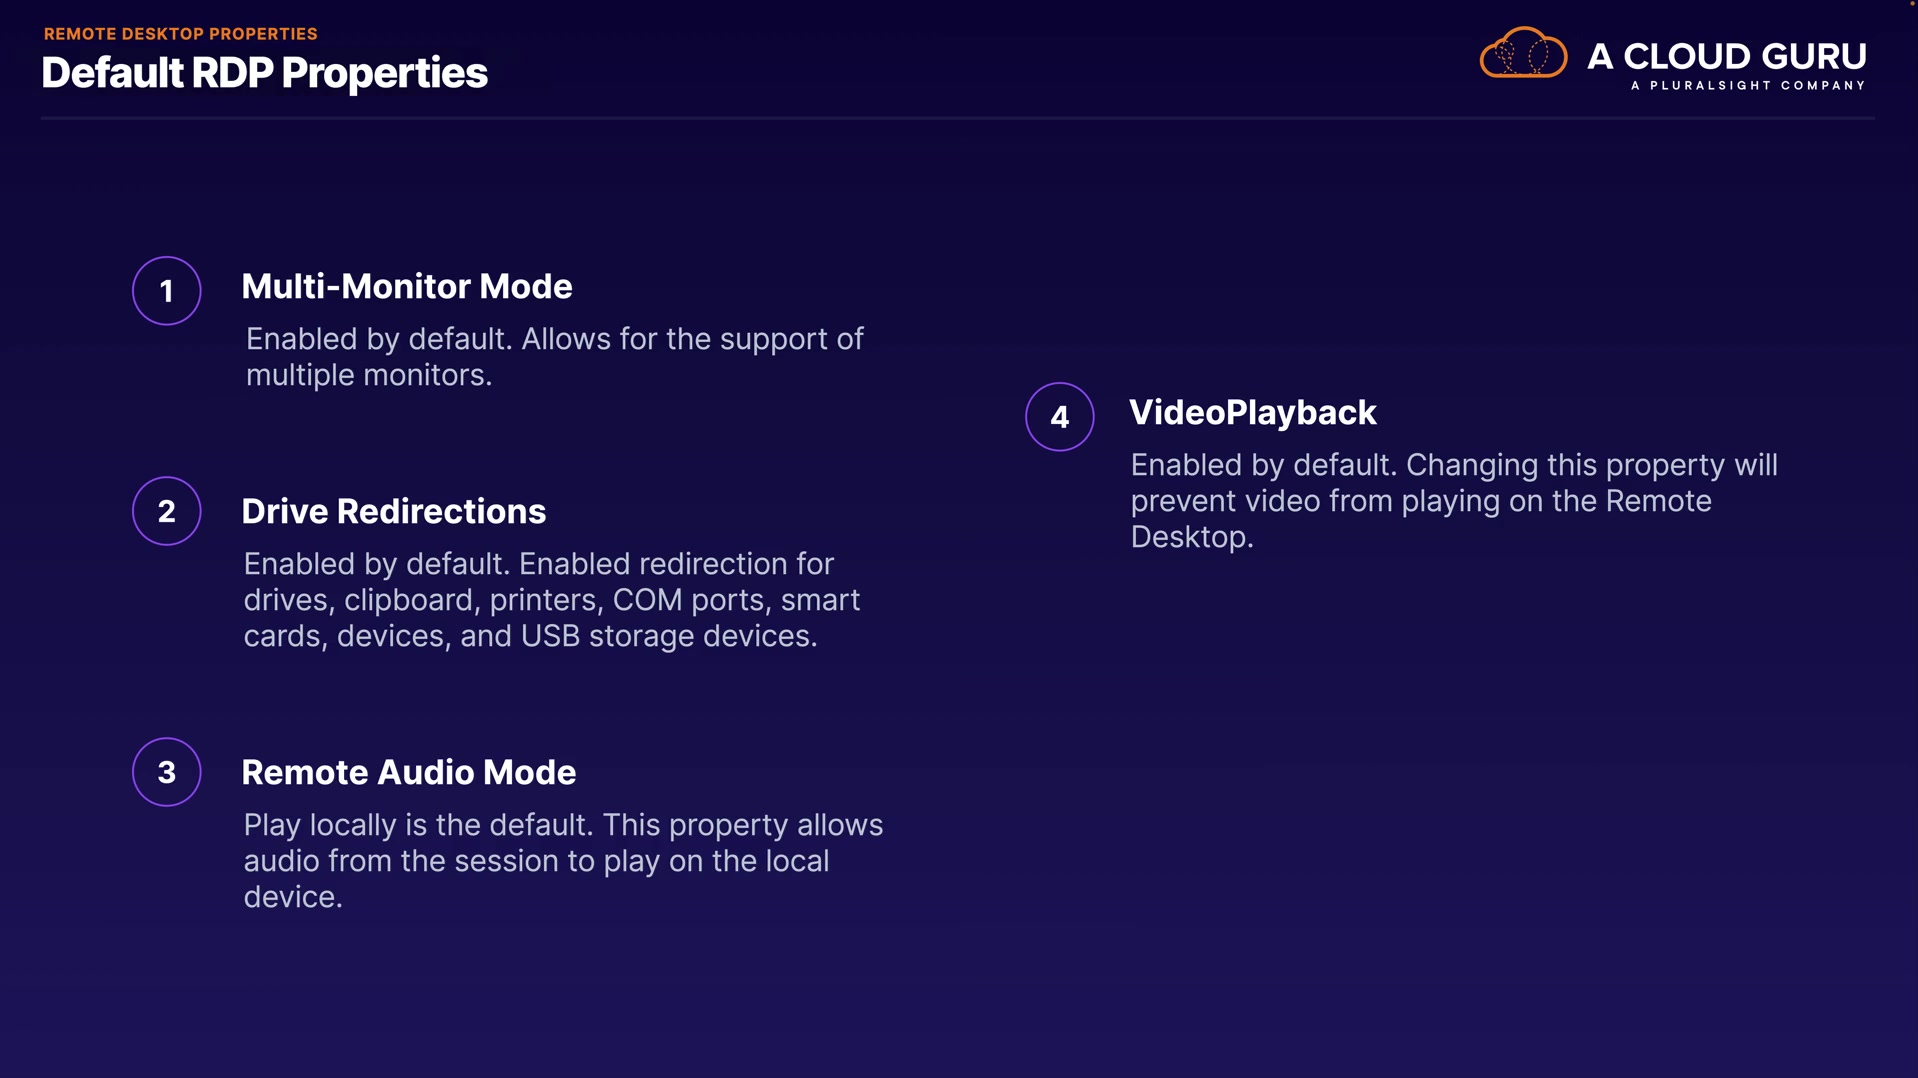 REMOTE DESKTOP PROPERTIES
Default RDP Properties
A CLOUD GURU
A PLURALSIGHT COMPANY
1
Multi-Monitor Mode
Enabled by default. Allows for the support of
multiple monitors.
2
Drive Redirections
Enabled by default. Enabled redirection for
drives, clipboard, printers, COM ports, smart
cards, devices, and USB storage devices.
3
Remote Audio Mode
Play locally is the default. This property allows
audio from the session to play on the local
device.
4
VideoPlayback
Enabled by default. Changing this property will
prevent video from playing on the Remote
Desktop.